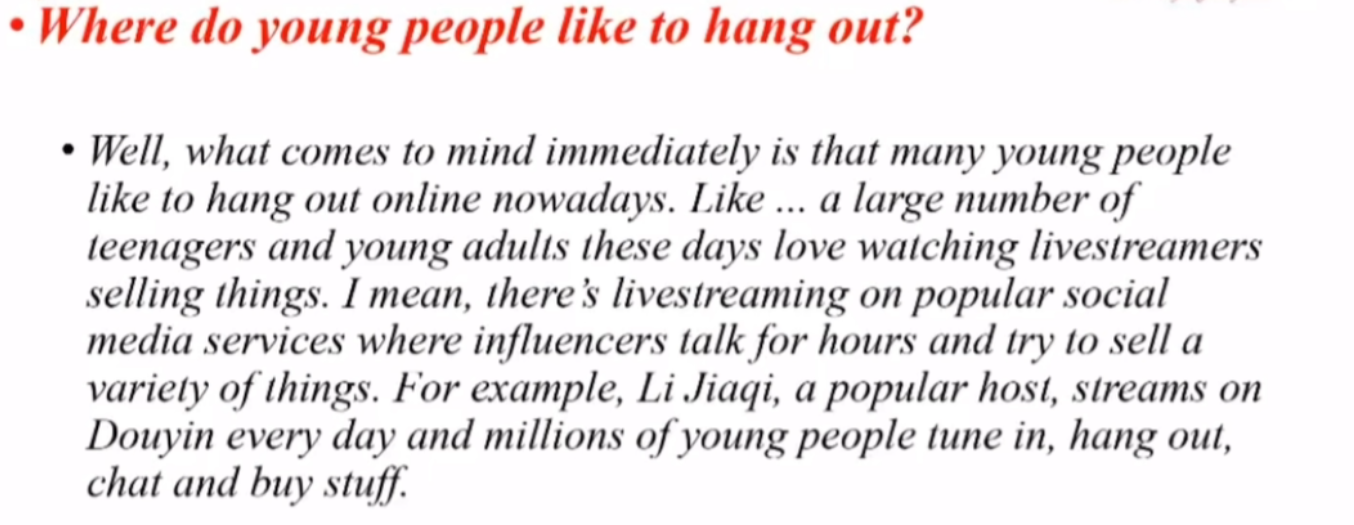 • Where do young people like to hang out?
• Well, what comes to mind immediately is that many young people
like to hang out online nowadays. Like ... a large number of
teenagers and young adults these days love watching livestreamers
selling things. I mean, there's livestreaming on popular social
media services where influencers talk for hours and try to sell a
variety of things. For example, Li Jiaqi, a popular host, streams on
Douyin every day and millions of young people tune in, hang out,
chat and buy stuff.